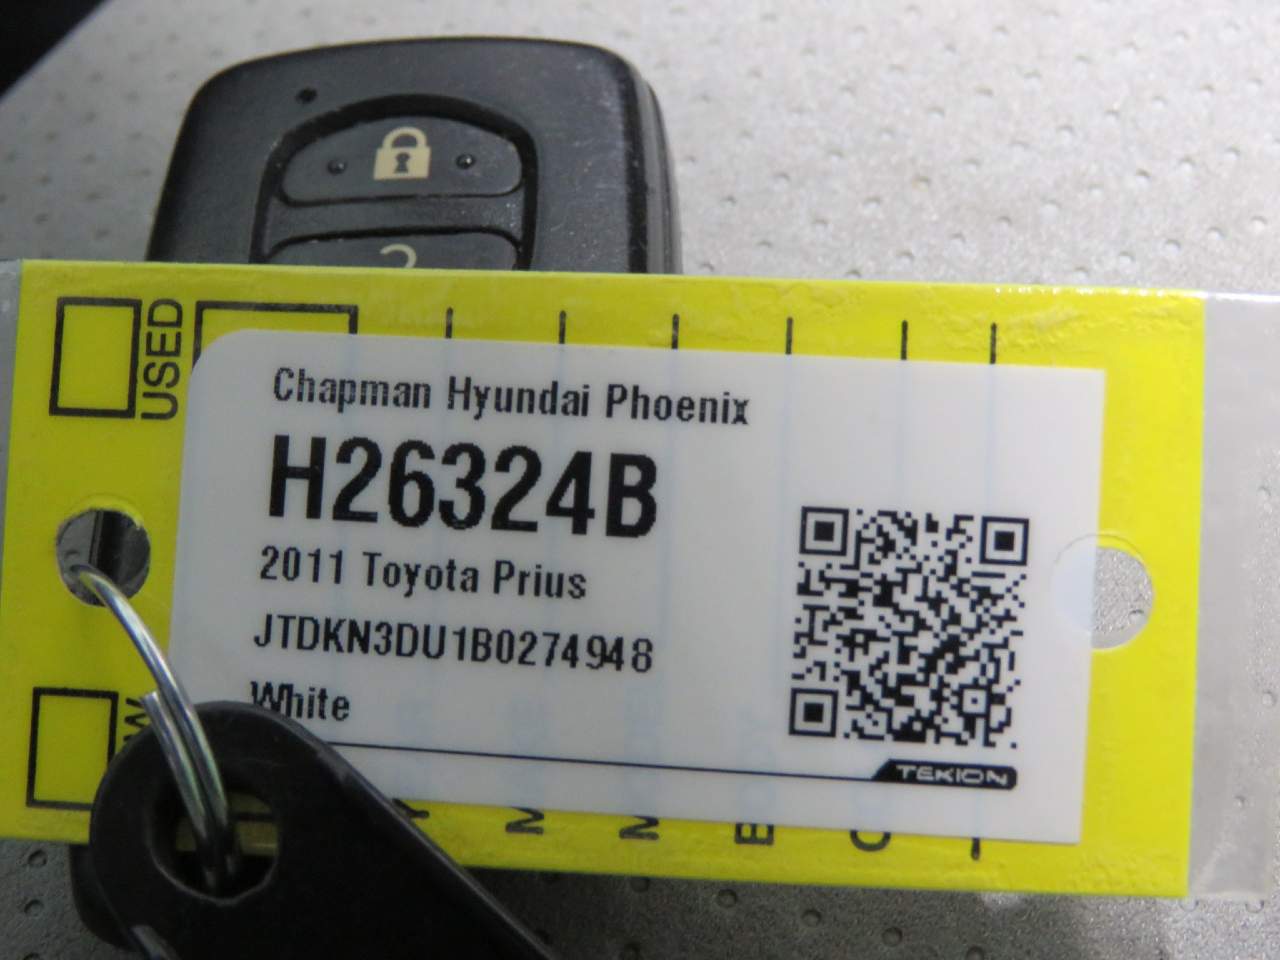 USED
Chapman Hyundai Phoenix
H26324B
2011 Toyota Prius
JTDKN3DU1B0274948
White
TEKION